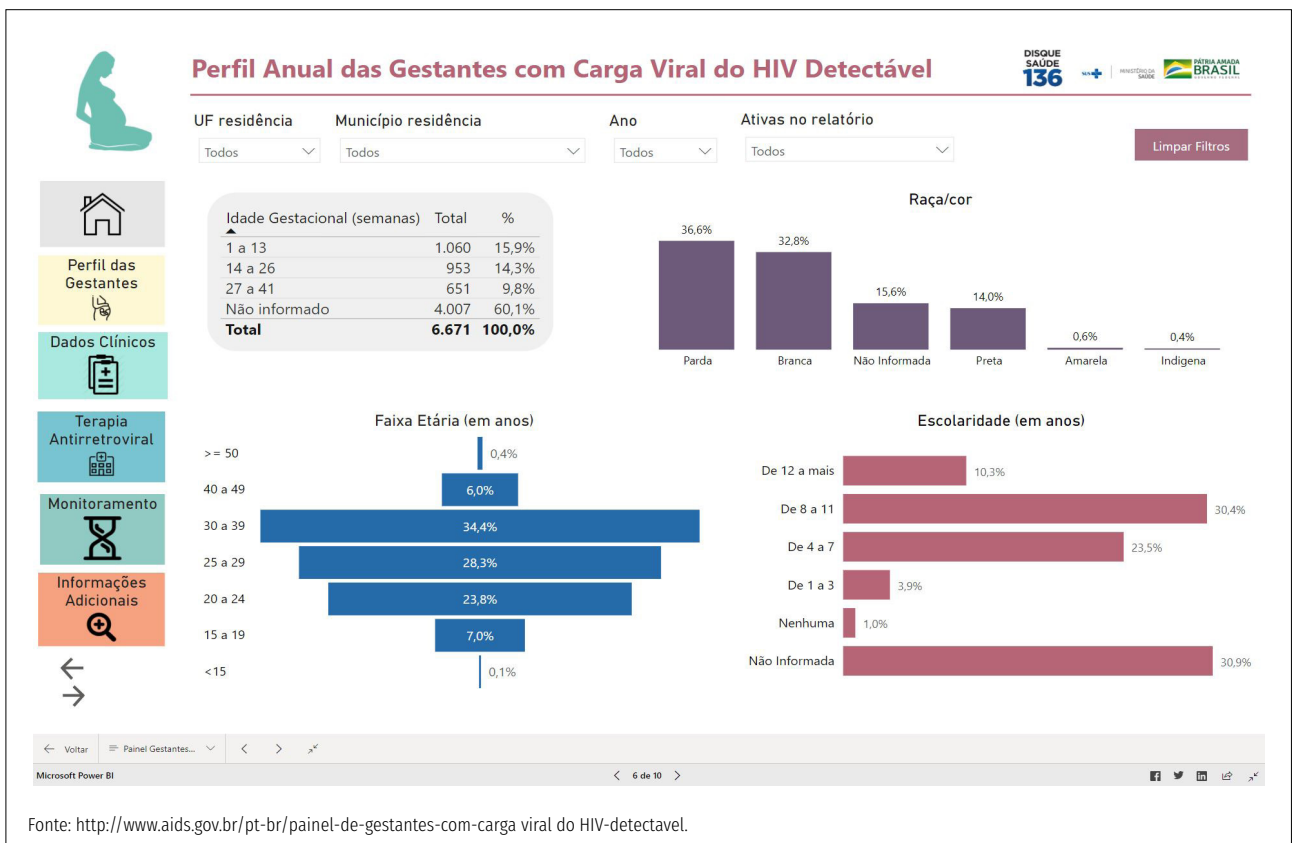 Perfil Anual das Gestantes com Carga Viral do HIV Detectável
DISQUE
SAÚDE
136
SUS
MINISTÉRIO DA
SAÚDE
PÁTRIA AMADA
BRASIL
GOVERNO FEDERAL
UF residência
Município residência
Ano
Ativas no relatório
Todos
Todos
Todos
Todos
Limpar Filtros
Perfil das
Gestantes
Dados Clínicos
Terapia
Antirretroviral
Monitoramento
Informações
Adicionais
Idade Gestacional (semanas) Total %
1 a 13 1.060 15,9%
14 a 26 953 14,3%
27 a 41 651 9,8%
Não informado 4.007 60,1%
Total 6.671 100,0%
Raça/cor
36,6% 32,8% 15,6% 14,0% 0,6% 0,4%
Parda Branca Não Informada Preta Amarela Indigena
Faixa Etária (em anos)
>= 50 0,4%
40 a 49 6,0%
30 a 39 34,4%
25 a 29 28,3%
20 a 24 23,8%
15 a 19 7,0%
<15 0,1%
Escolaridade (em anos)
De 12 a mais 10,3%
De 8 a 11 30,4%
De 4 a 7 23,5%
De 1 a 3 3,9%
Nenhuma 1,0%
Não Informada 30,9%
Voltar Painel Gestantes...
Microsoft Power BI 6 de 10
Fonte: http://www.aids.gov.br/pt-br/painel-de-gestantes-com-carga viral do HIV-detectavel.